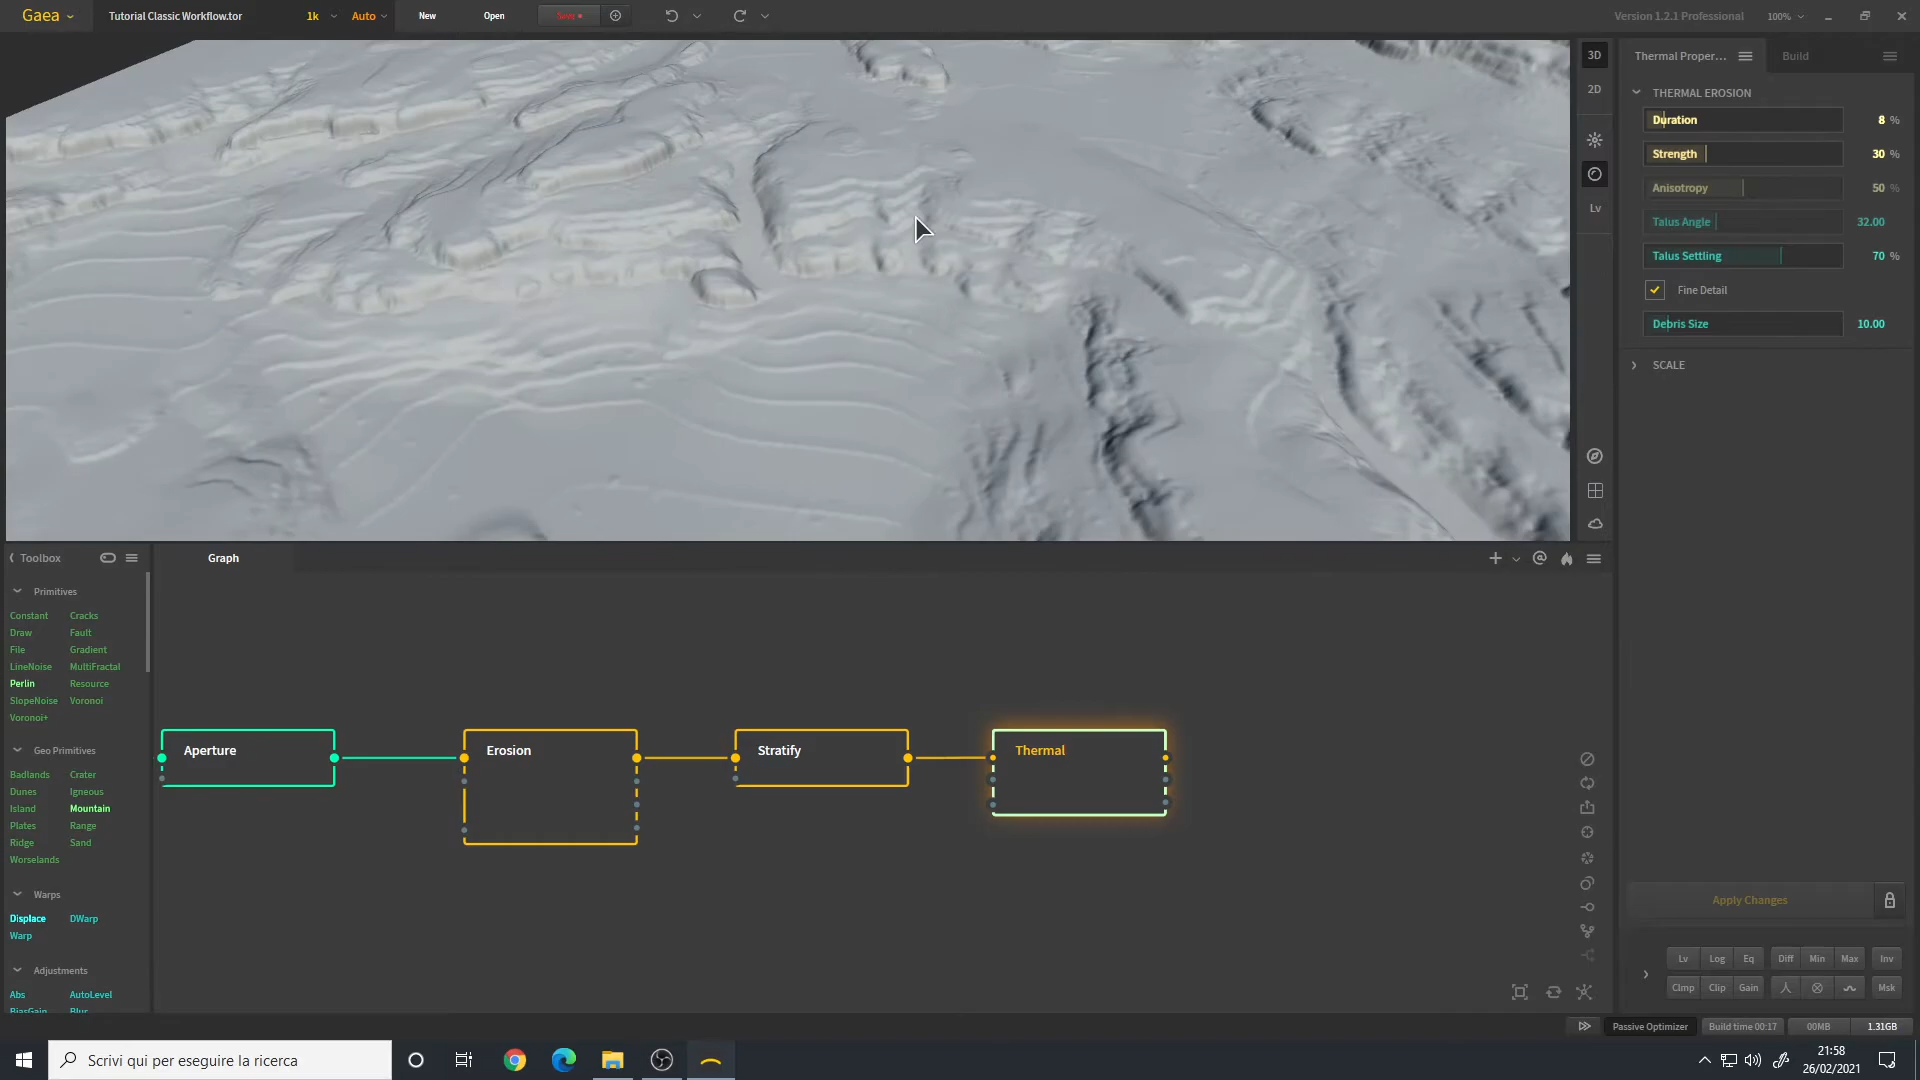 Gaea
Tutorial Classic Workflow.tor
1k
Auto
New
Open
Save
Version 1.2.1 Professional
100%
3D
2D
Lv
Thermal Proper...
Build
THERMAL EROSION
Duration 8 %
Strength 30 %
Anisotropy 50 %
Talus Angle 32.00
Talus Settling 70 %
Fine Detail
Debris Size 10.00
SCALE
Toolbox
Graph
Primitives
Constant Cracks
Draw Fault
File Gradient
LineNoise MultiFractal
Perlin Resource
SlopeNoise Voronoi
Voronoi+
Geo Primitives
Badlands Crater
Dunes Igneous
Island Mountain
Plates Range
Ridge Sand
Worselands
Warps
Displace DWarp
Warp
Adjustments
Abs AutoLevel
BiasGain Blur
Aperture
Erosion
Stratify
Thermal
Apply Changes
Lv Log Eq Diff Min Max Inv
Clmp Clip Gain Msk
Passive Optimizer Build time 00:17 00MB 1.31GB
Scrivi qui per eseguire la ricerca
21:58
26/02/2021